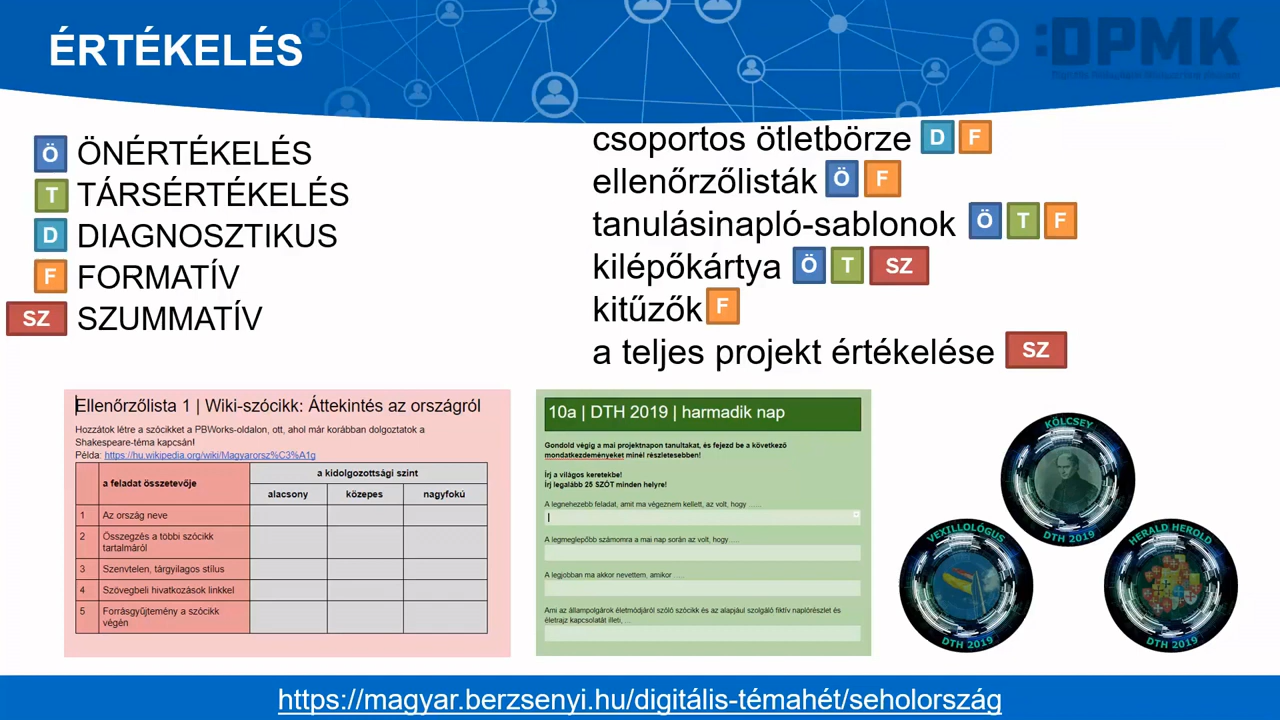 ÉRTÉKELÉS
:DPMK
Ö ÖNÉRTÉKELÉS
T TÁRSÉRTÉKELÉS
D DIAGNOSZTIKUS
F FORMATÍV
SZ SZUMMATÍV
csoportos ötletbörze D F
ellenőrzőlisták Ö F
tanulásinapló-sablonok Ö T F
kilépőkártya Ö T SZ
kitűzők F
a teljes projekt értékelése SZ
Ellenőrzőlista 1 | Wiki-szócikk: Áttekintés az országról
Hozzátok létre a szócikket a PBWorks-oldalon, ott, ahol már korábban dolgoztatok a
Shakespeare-téma kapcsán!
Példa: https://hu.wikipedia.org/wiki/Magyarorsz%C3%A1g
a feladat összetevője
a kidolgozottsági szint
alacsony közepes nagyfokú
1 Az ország neve
2 Összegzés a többi szócikk
tartalmáról
3 Szenvtelen, tárgyilagos stílus
4 Szövegbeli hivatkozások linkkel
5 Forrásgyűjtemény a szócikk
végén
10a | DTH 2019 | harmadik nap
Gondold végig a mai projektnapon tanultakat, és fejezd be a következő
mondatkezdeményeket minél részletesebben!
Írj a világos keretekbe!
Írj legalább 25 SZÓT minden helyre!
A legnehezebb feladat, amit ma végeznem kellett, az volt, hogy ……
A legmeglepőbb számomra a mai nap során az volt, hogy……
A legjobban ma akkor nevettem, amikor ……
Ami az állampolgárok életmódjáról szóló szócikk és az alapjául szolgáló fiktív naplórészlet és
életrajz kapcsolatát illeti, …
KÖLCSEY
DTH 2019
VEXILLOLÓGUS
DTH 2019
HERALD HEROLD
DTH 2019
https://magyar.berzsenyi.hu/digitális-témahét/seholország